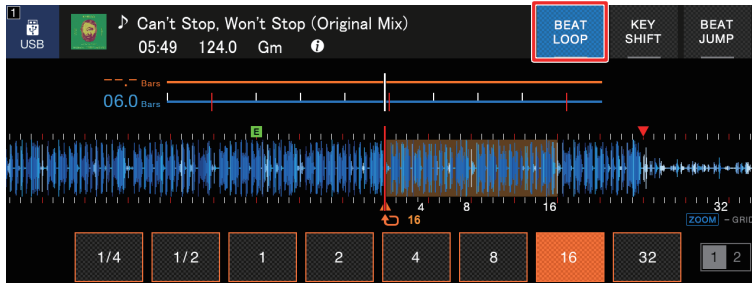 1
USB
♪ Can't Stop, Won't Stop (Original Mix)
05:49 124.0 Gm i
BEAT
LOOP
KEY
SHIFT
BEAT
JUMP
--.- Bars
06.0 Bars
E
4 8 16 32
16
ZOOM - GRID
1/4 1/2 1 2 4 8 16 32
1 2